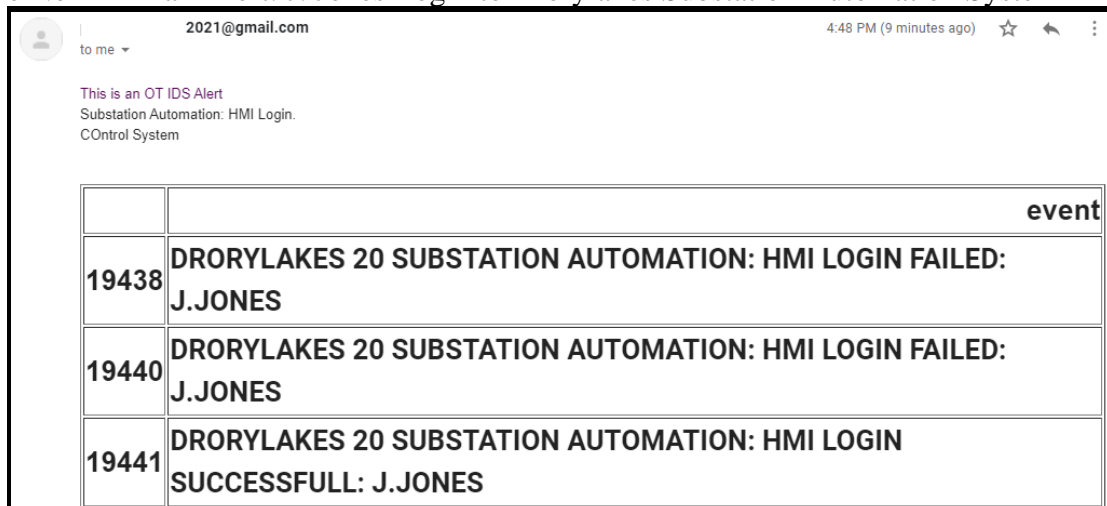 2021@gmail.com
4:48 PM (9 minutes ago)
to me
This is an OT IDS Alert
Substation Automation: HMI Login.
COntrol System
event
19438 DRORYLAKES 20 SUBSTATION AUTOMATION: HMI LOGIN FAILED:
J.JONES
19440 DRORYLAKES 20 SUBSTATION AUTOMATION: HMI LOGIN FAILED:
J.JONES
19441 DRORYLAKES 20 SUBSTATION AUTOMATION: HMI LOGIN
SUCCESSFULL: J.JONES